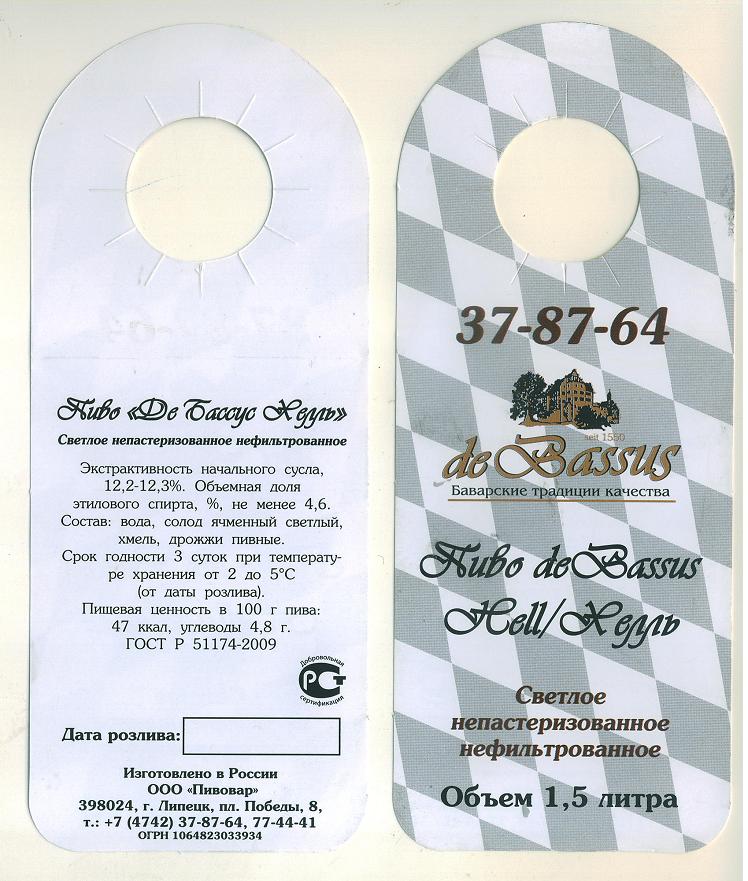 Пиво «Де Бассус Хелль»
Светлое непастеризованное нефильтрованное
Экстрактивность начального сусла,
12,2-12,3%. Объемная доля
этилового спирта, %, не менее 4,6.
Состав: вода, солод ячменный светлый,
хмель, дрожжи пивные.
Срок годности 3 суток при температу-
ре хранения от 2 до 5°С
(от даты розлива).
Пищевая ценность в 100 г пива:
47 ккал, углеводы 4,8 г.
ГОСТ Р 51174-2009
Добровольная
РСТ
сертификация
Дата розлива:
Изготовлено в России
ООО «Пивовар»
398024, г. Липецк, пл. Победы, 8,
т.: +7 (4742) 37-87-64, 77-44-41
ОГРН 1064823033934
37-87-64
seit 1550
de Bassus
Баварские традиции качества
Пиво de Bassus
Hell/Хелль
Светлое
непастеризованное
нефильтрованное
Объем 1,5 литра